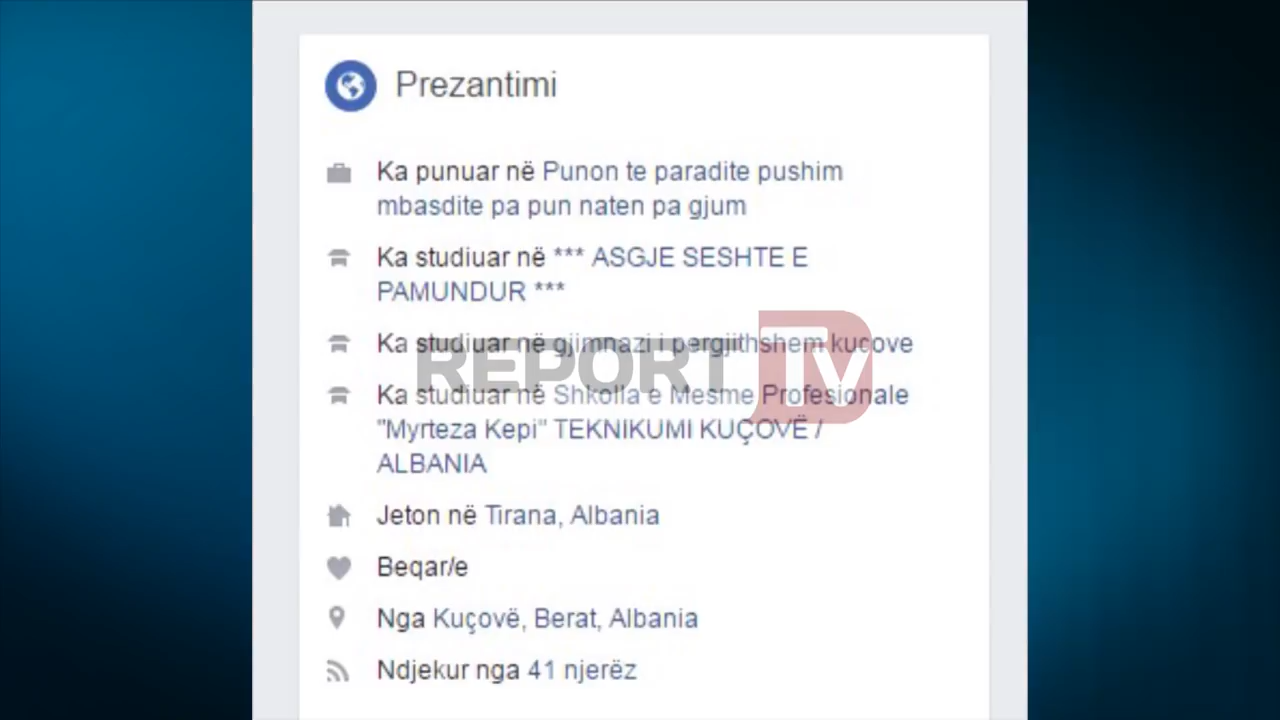 Prezantimi
Ka punuar në Punon te paradite pushim
mbasdite pa pun naten pa gjum
Ka studiuar në *** ASGJE SESHTE E
PAMUNDUR ***
Ka studiuar në gjimnazi i pergjithshem kucove
REPORT TV
Ka studiuar në Shkolla e Mesme Profesionale
"Myrteza Kepi" TEKNIKUMI KUÇOVË /
ALBANIA
Jeton në Tirana, Albania
Beqar/e
Nga Kuçovë, Berat, Albania
Ndjekur nga 41 njerëz